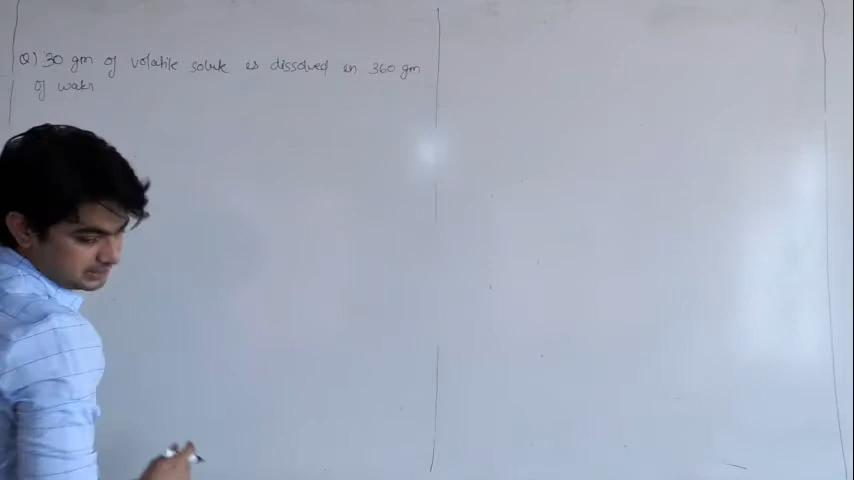 Q) 30 gm of volatile solute is dissolved in 360 gm
of water